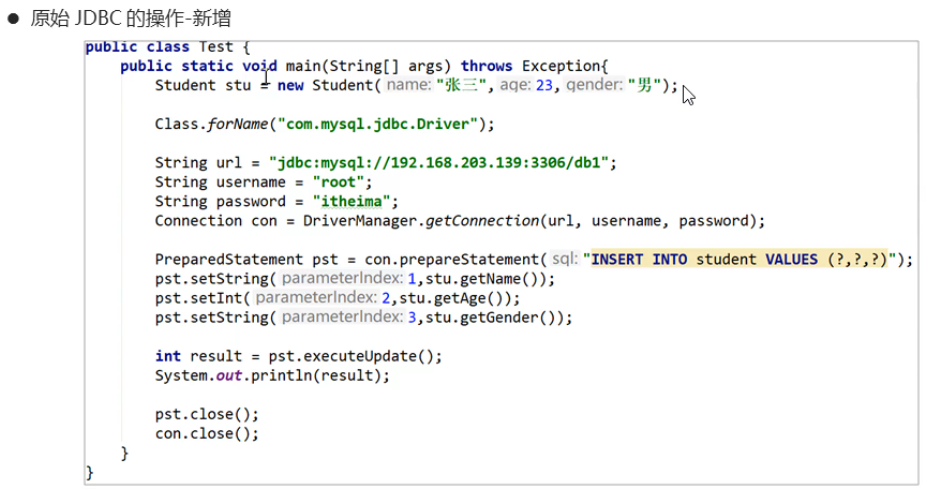 ● 原始 JDBC 的操作-新增
public class Test {
public static void main(String[] args) throws Exception{
Student stu = new Student( name: "张三", age: 23, gender: "男");
Class.forName("com.mysql.jdbc.Driver");
String url = "jdbc:mysql://192.168.203.139:3306/db1";
String username = "root";
String password = "itheima";
Connection con = DriverManager.getConnection(url, username, password);
PreparedStatement pst = con.prepareStatement( sql: "INSERT INTO student VALUES (?,?,?)");
pst.setString( parameterIndex: 1,stu.getName());
pst.setInt( parameterIndex: 2,stu.getAge());
pst.setString( parameterIndex: 3,stu.getGender());
int result = pst.executeUpdate();
System.out.println(result);
pst.close();
con.close();
}
}